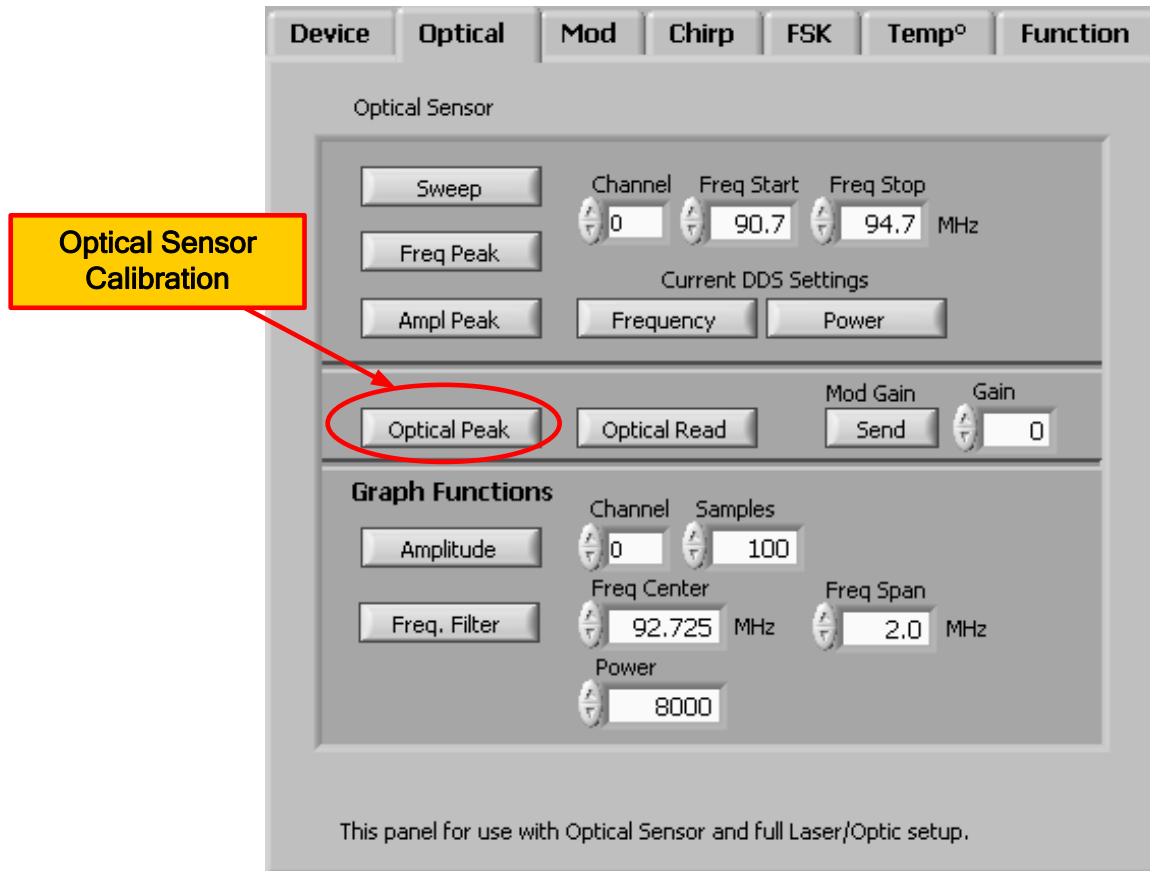 Device Optical Mod Chirp FSK Temp° Function
Optical Sensor
Sweep
Channel Freq Start Freq Stop
0 90.7 94.7 MHz
Optical Sensor
Calibration
Freq Peak
Current DDS Settings
Ampl Peak Frequency Power
Mod Gain Gain
Optical Peak Optical Read Send 0
Graph Functions
Channel Samples
Amplitude 0 100
Freq Center Freq Span
Freq. Filter 92.725 MHz 2.0 MHz
Power
8000
This panel for use with Optical Sensor and full Laser/Optic setup.